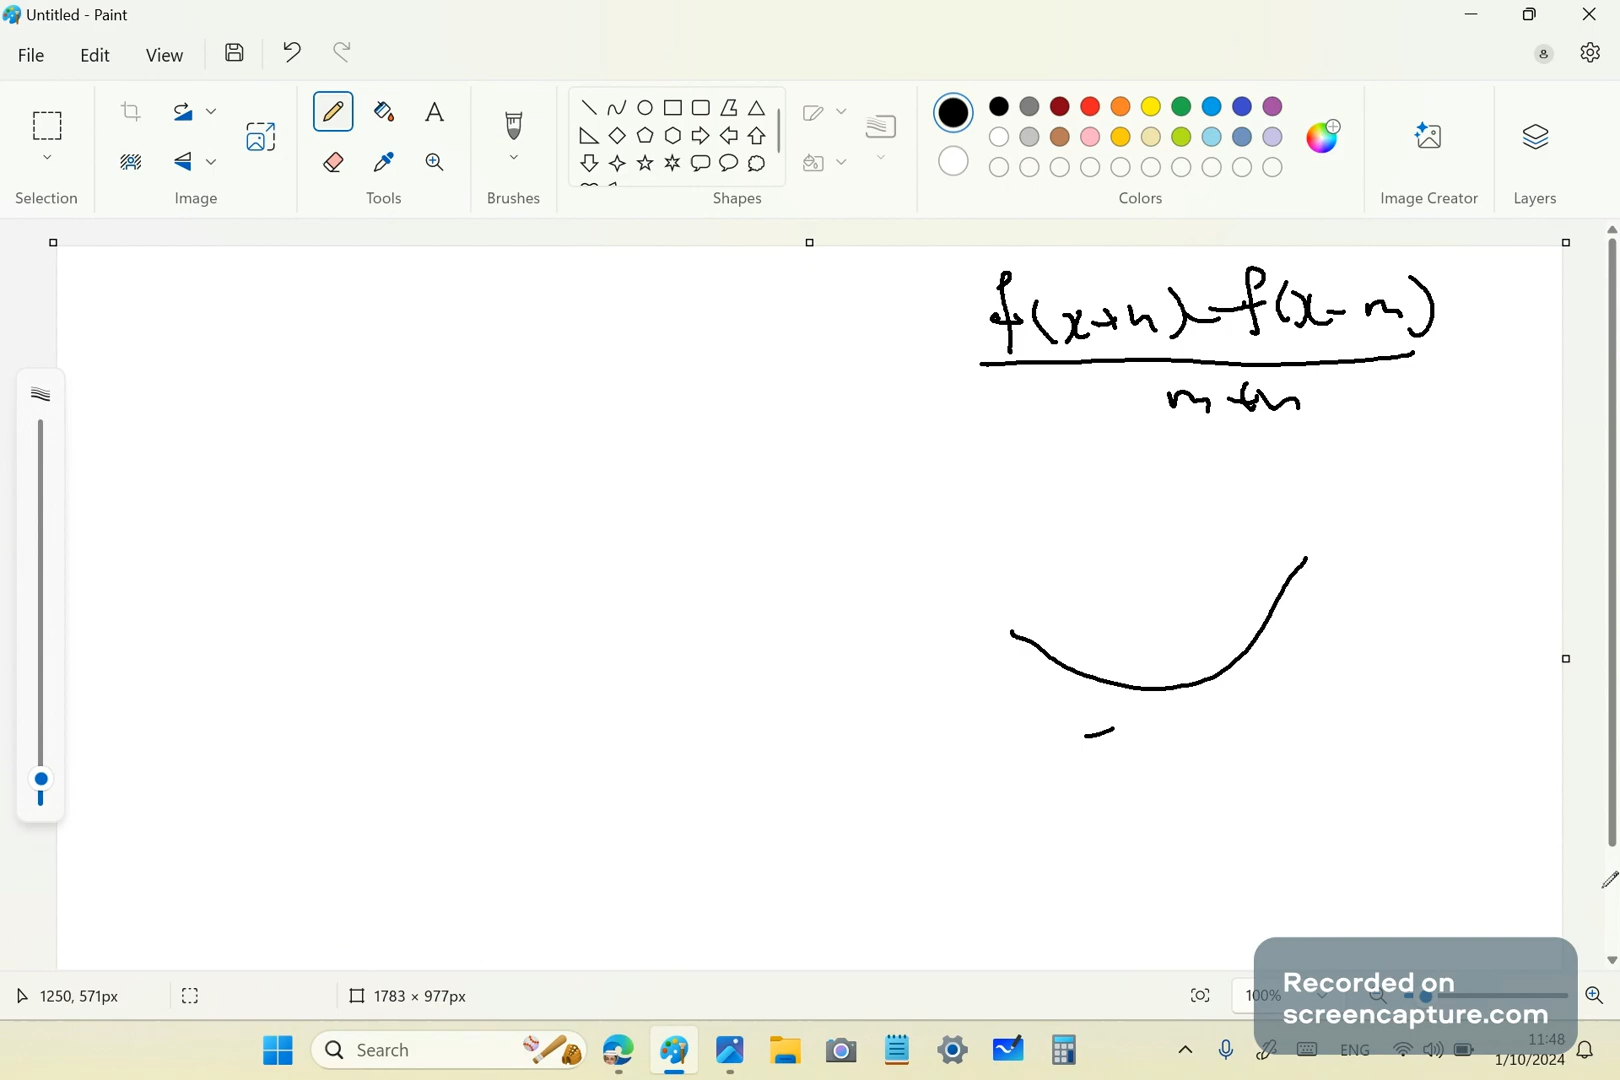 Untitled - Paint
File Edit View
Selection Image Tools Brushes Shapes Colors Image Creator Layers
f(x+n)-f(x-m)
m+n
1250, 571px 1783 × 977px 100%
Recorded on
screencapture.com
Search ENG 11:48
1/10/2024